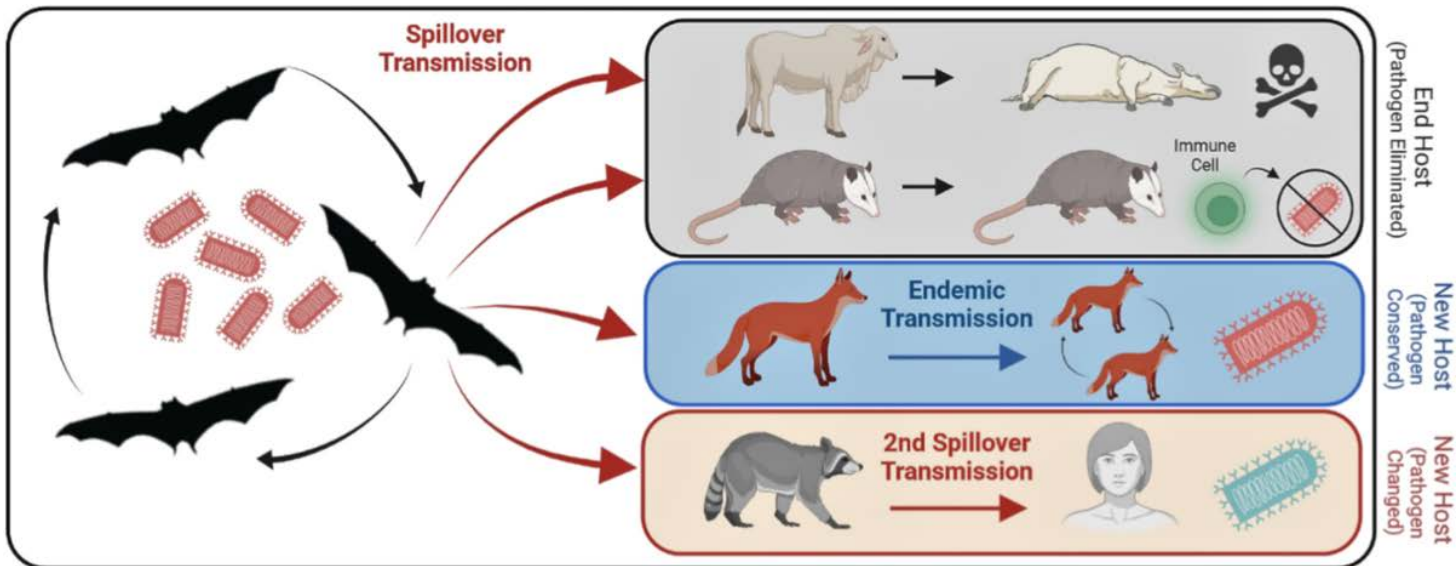 Spillover
Transmission
Immune
Cell
End Host
(Pathogen Eliminated)
Endemic
Transmission
New Host
(Pathogen
Conserved)
2nd Spillover
Transmission
New Host
(Pathogen
Changed)